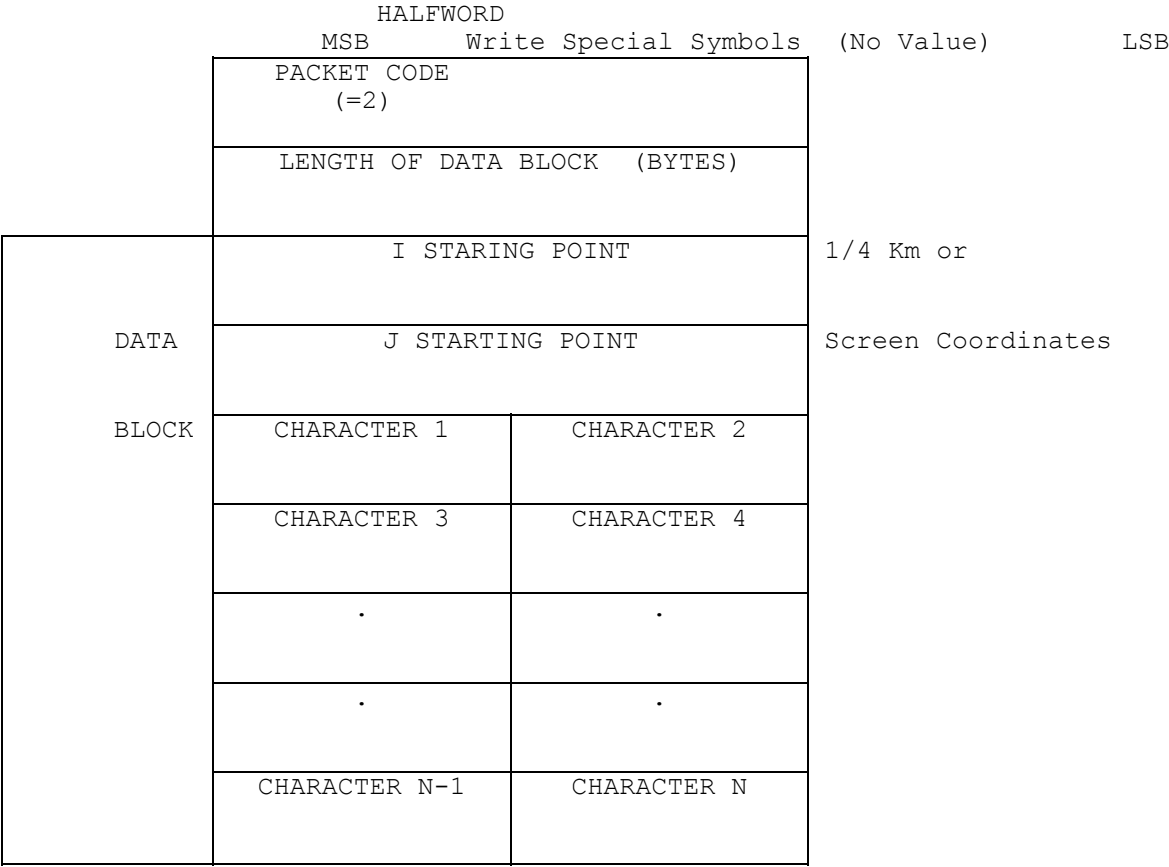 HALFWORD
MSB Write Special Symbols (No Value) LSB
PACKET CODE
(=2)
LENGTH OF DATA BLOCK (BYTES)
I STARING POINT 1/4 Km or
DATA J STARTING POINT Screen Coordinates
BLOCK CHARACTER 1 CHARACTER 2
CHARACTER 3 CHARACTER 4
. .
. .
CHARACTER N-1 CHARACTER N